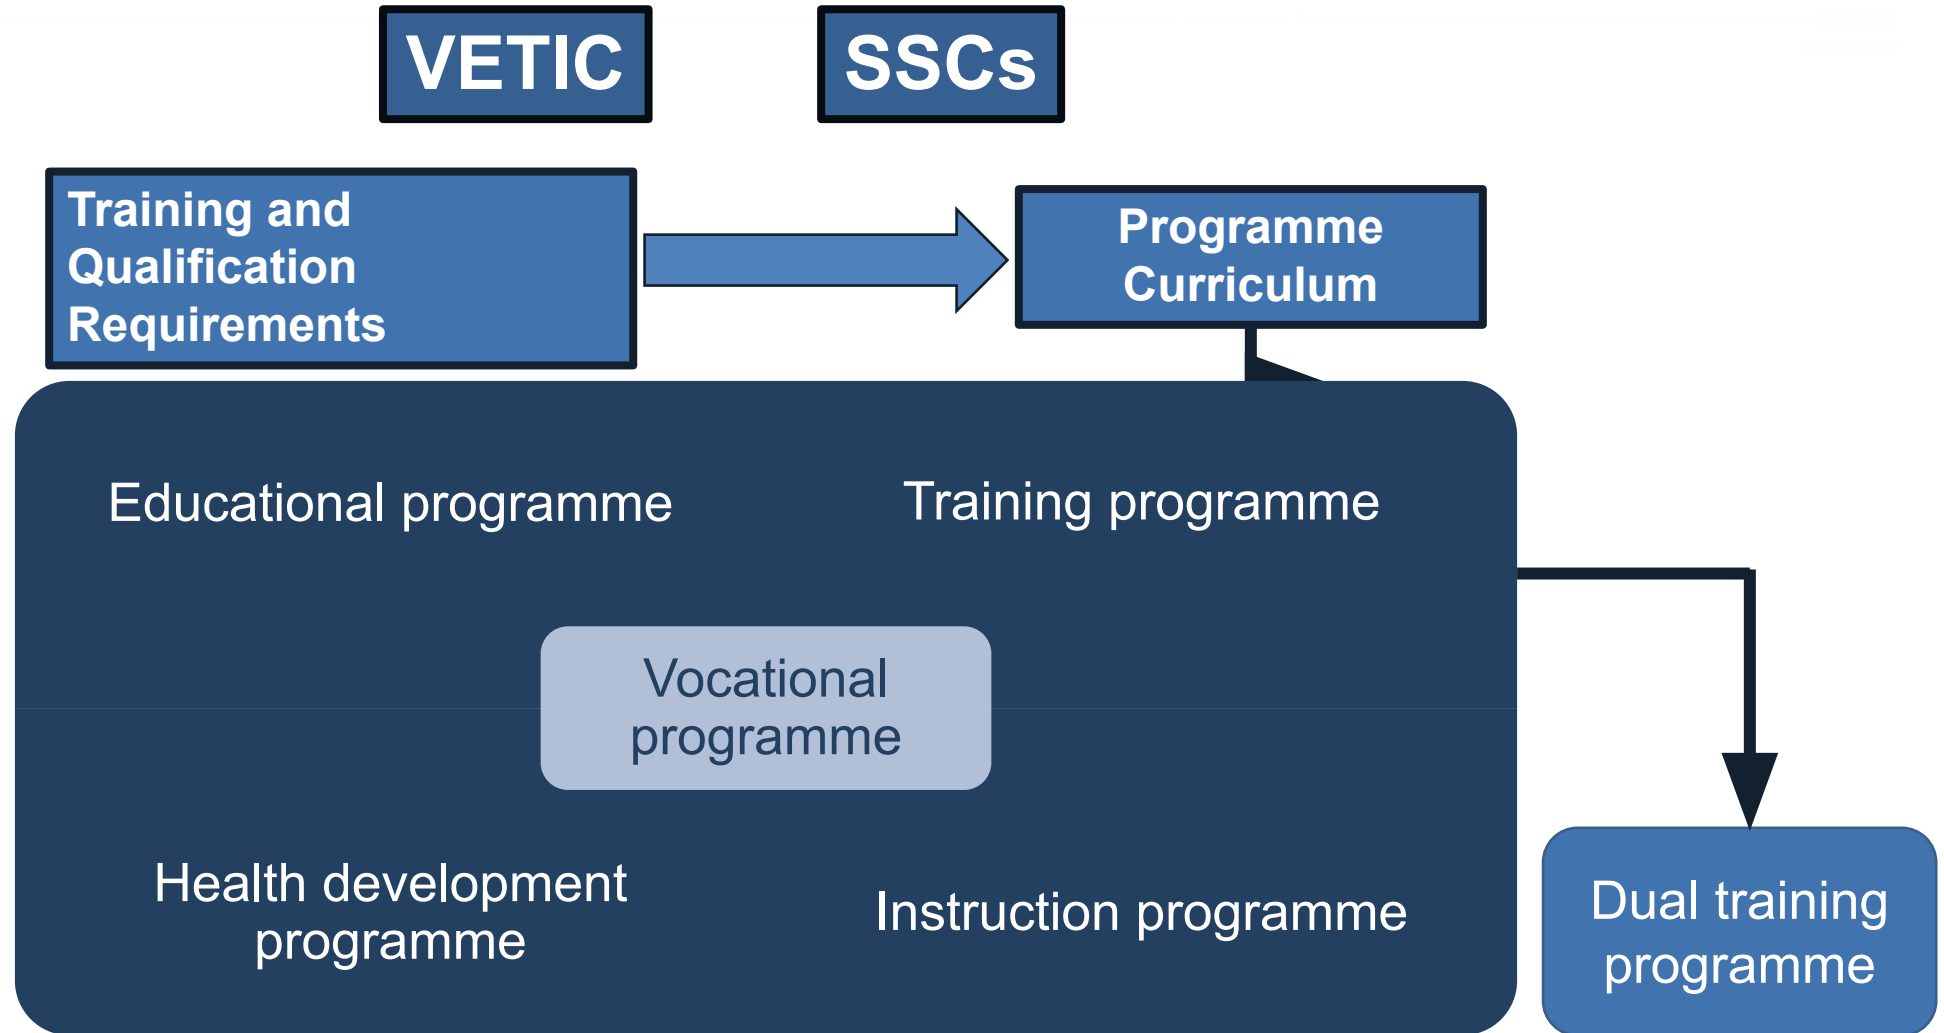 VETIC
SSCs
Training and
Qualification
Requirements
Programme
Curriculum
Educational programme
Training programme
Vocational
programme
Health development
programme
Instruction programme
Dual training
programme